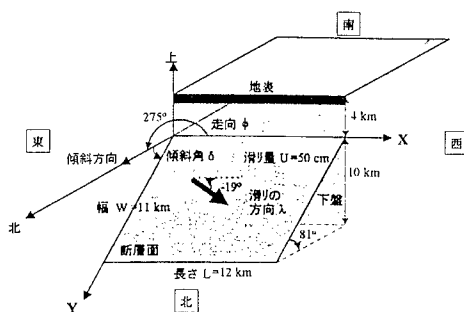 南
上
地表
4 km
275°
走向 φ
東
X
西
傾斜方向
傾斜角 δ
滑り量 U=50 cm
10 km
-19°
北
幅 W=11 km
滑りの
方向 λ
下盤
断層面
81°
長さ L=12 km
Y
北